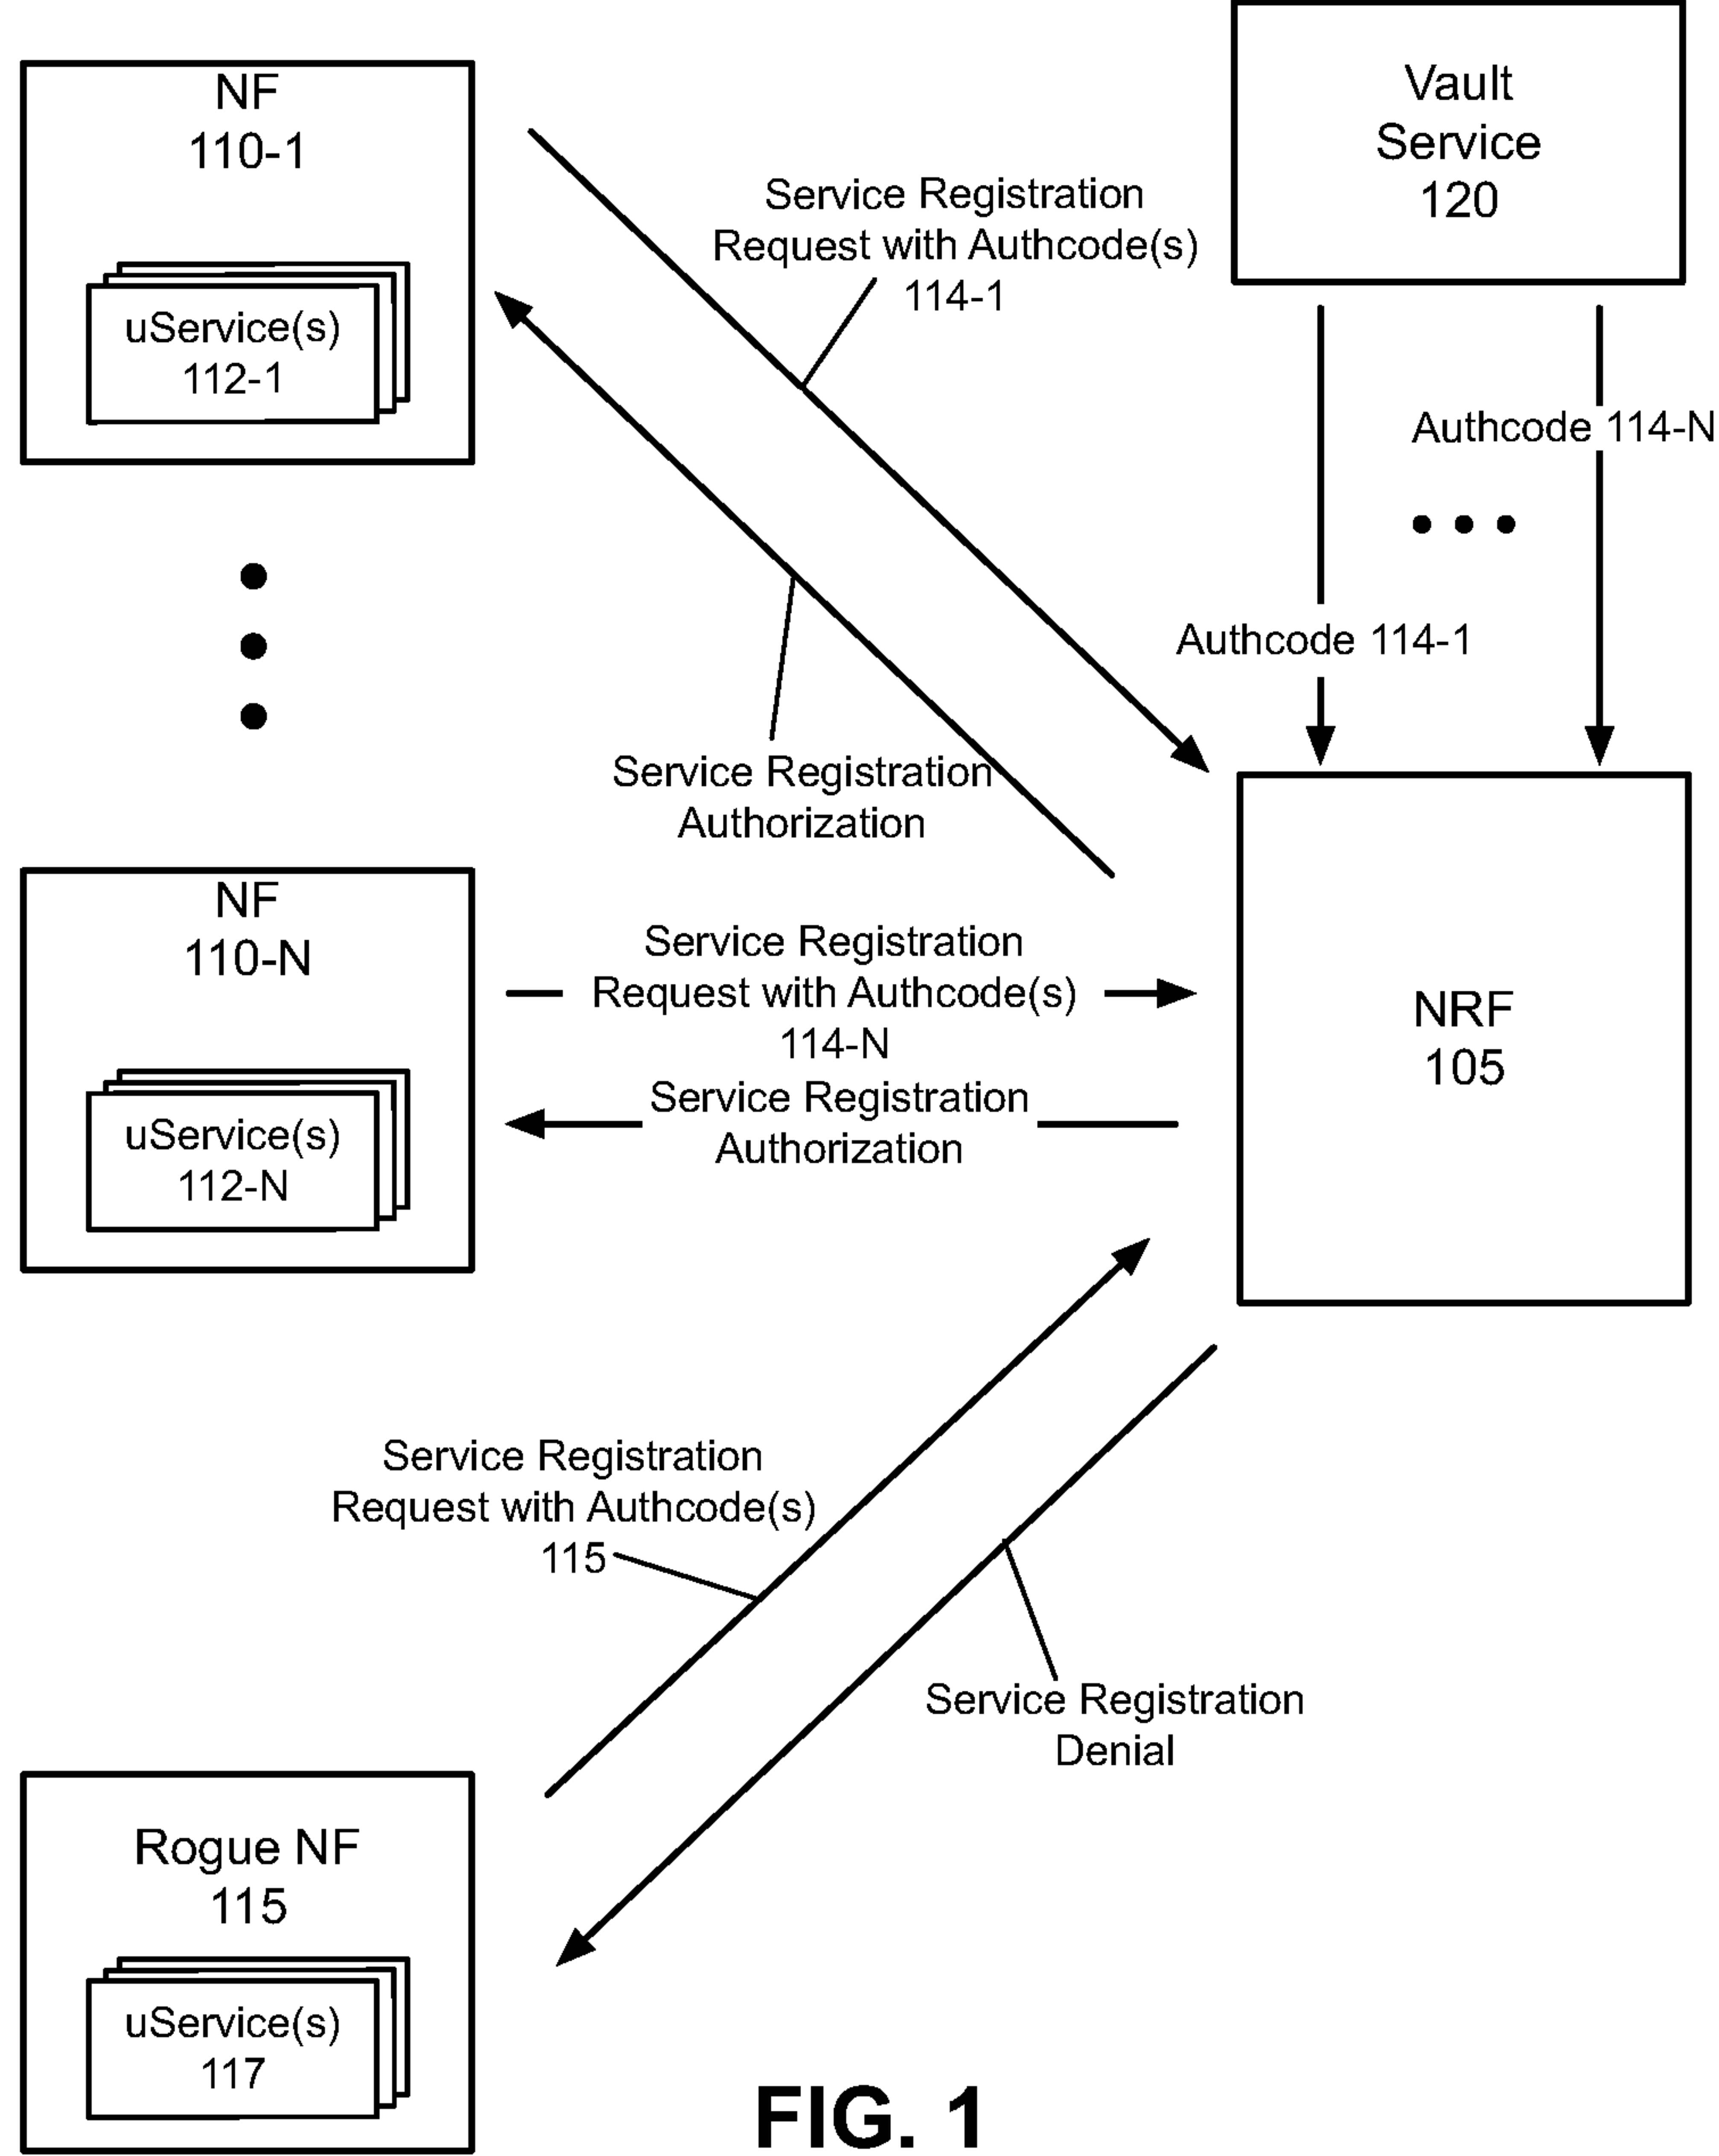 NF
110-1
uService(s)
112-1
Service Registration
Request with Authcode(s)
114-1
Vault
Service
120
Authcode 114-N
Authcode 114-1
Service Registration
Authorization
NF
110-N
uService(s)
112-N
Service Registration
Request with Authcode(s)
114-N
Service Registration
Authorization
NRF
105
Service Registration
Request with Authcode(s)
115
Service Registration
Denial
Rogue NF
115
uService(s)
117
FIG. 1